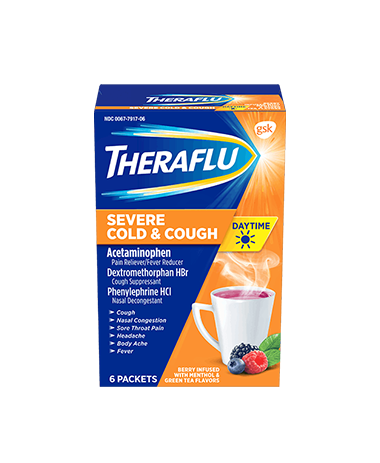 THERAFLU
NDC 0067-7917-06
gsk
THERAFLU
SEVERE
COLD & COUGH
DAYTIME
Acetaminophen
Pain Reliever/Fever Reducer
Dextromethorphan HBr
Cough Suppressant
Phenylephrine HCl
Nasal Decongestant
➤ Cough
➤ Nasal Congestion
➤ Sore Throat Pain
➤ Headache
➤ Body Ache
➤ Fever
6 PACKETS
BERRY INFUSED
WITH MENTHOL &
GREEN TEA FLAVORS